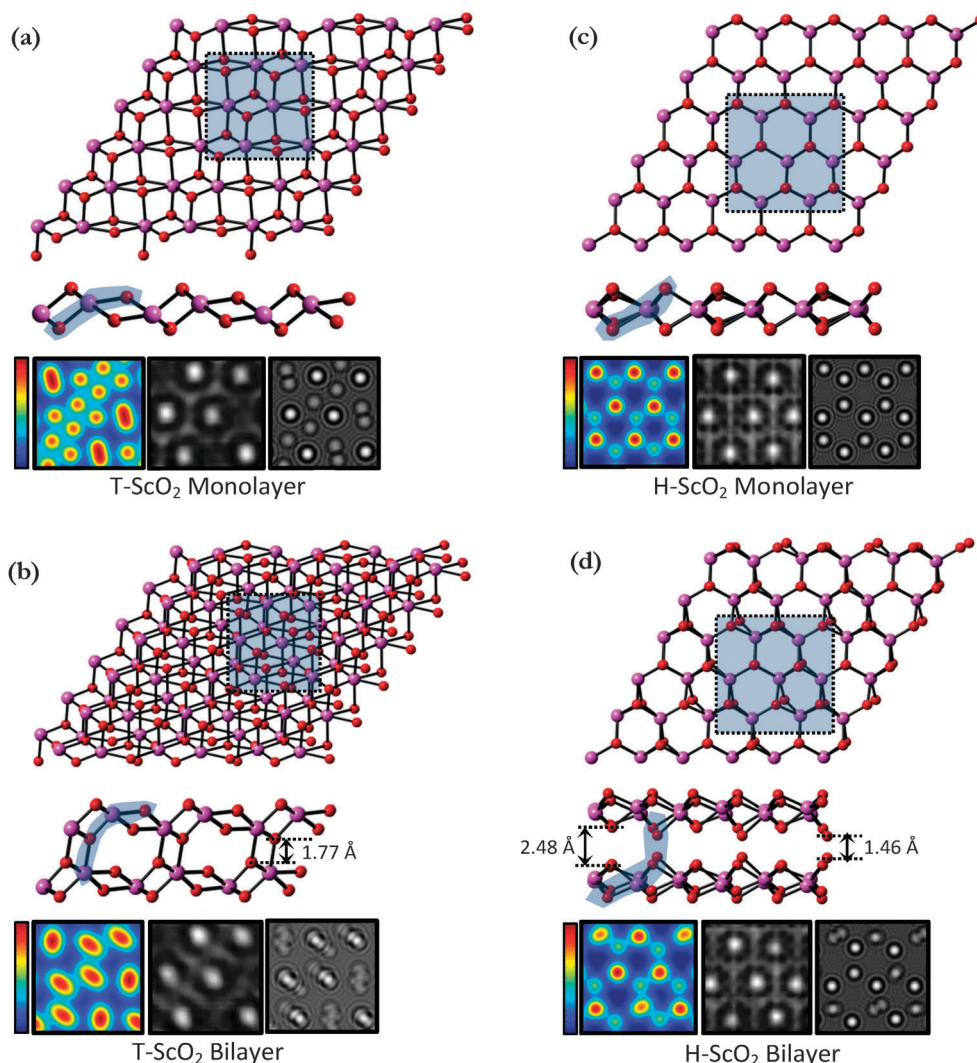 (a)
T-ScO₂ Monolayer
(b)
1.77 Å
T-ScO₂ Bilayer
(c)
H-ScO₂ Monolayer
(d)
2.48 Å
1.46 Å
H-ScO₂ Bilayer